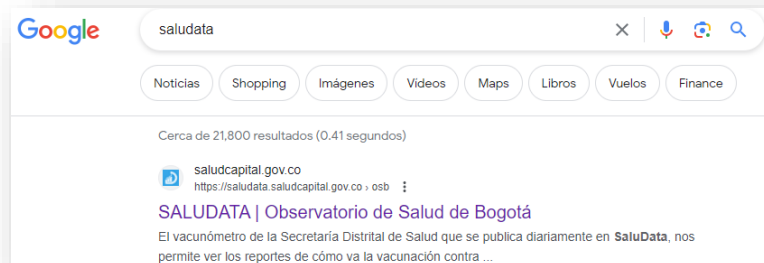 Google
saludata
Noticias
Shopping
Imágenes
Vídeos
Maps
Libros
Vuelos
Finance
Cerca de 21,800 resultados (0.41 segundos)
saludcapital.gov.co
https://saludata.saludcapital.gov.co › osb
SALUDATA | Observatorio de Salud de Bogotá
El vacunómetro de la Secretaría Distrital de Salud que se publica diariamente en SaluData, nos
permite ver los reportes de cómo va la vacunación contra ...